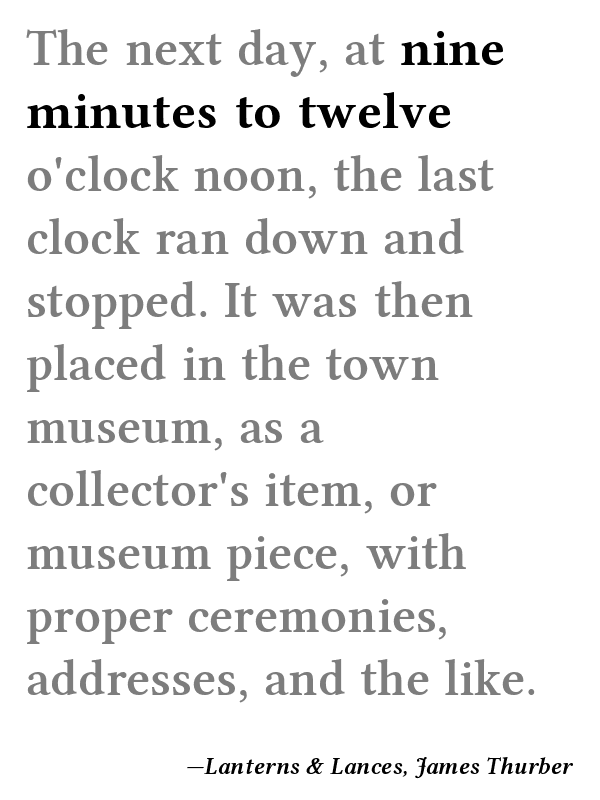 The next day, at nine
minutes to twelve
o'clock noon, the last
clock ran down and
stopped. It was then
placed in the town
museum, as a
collector's item, or
museum piece, with
proper ceremonies,
addresses, and the like.
—Lanterns & Lances, James Thurber